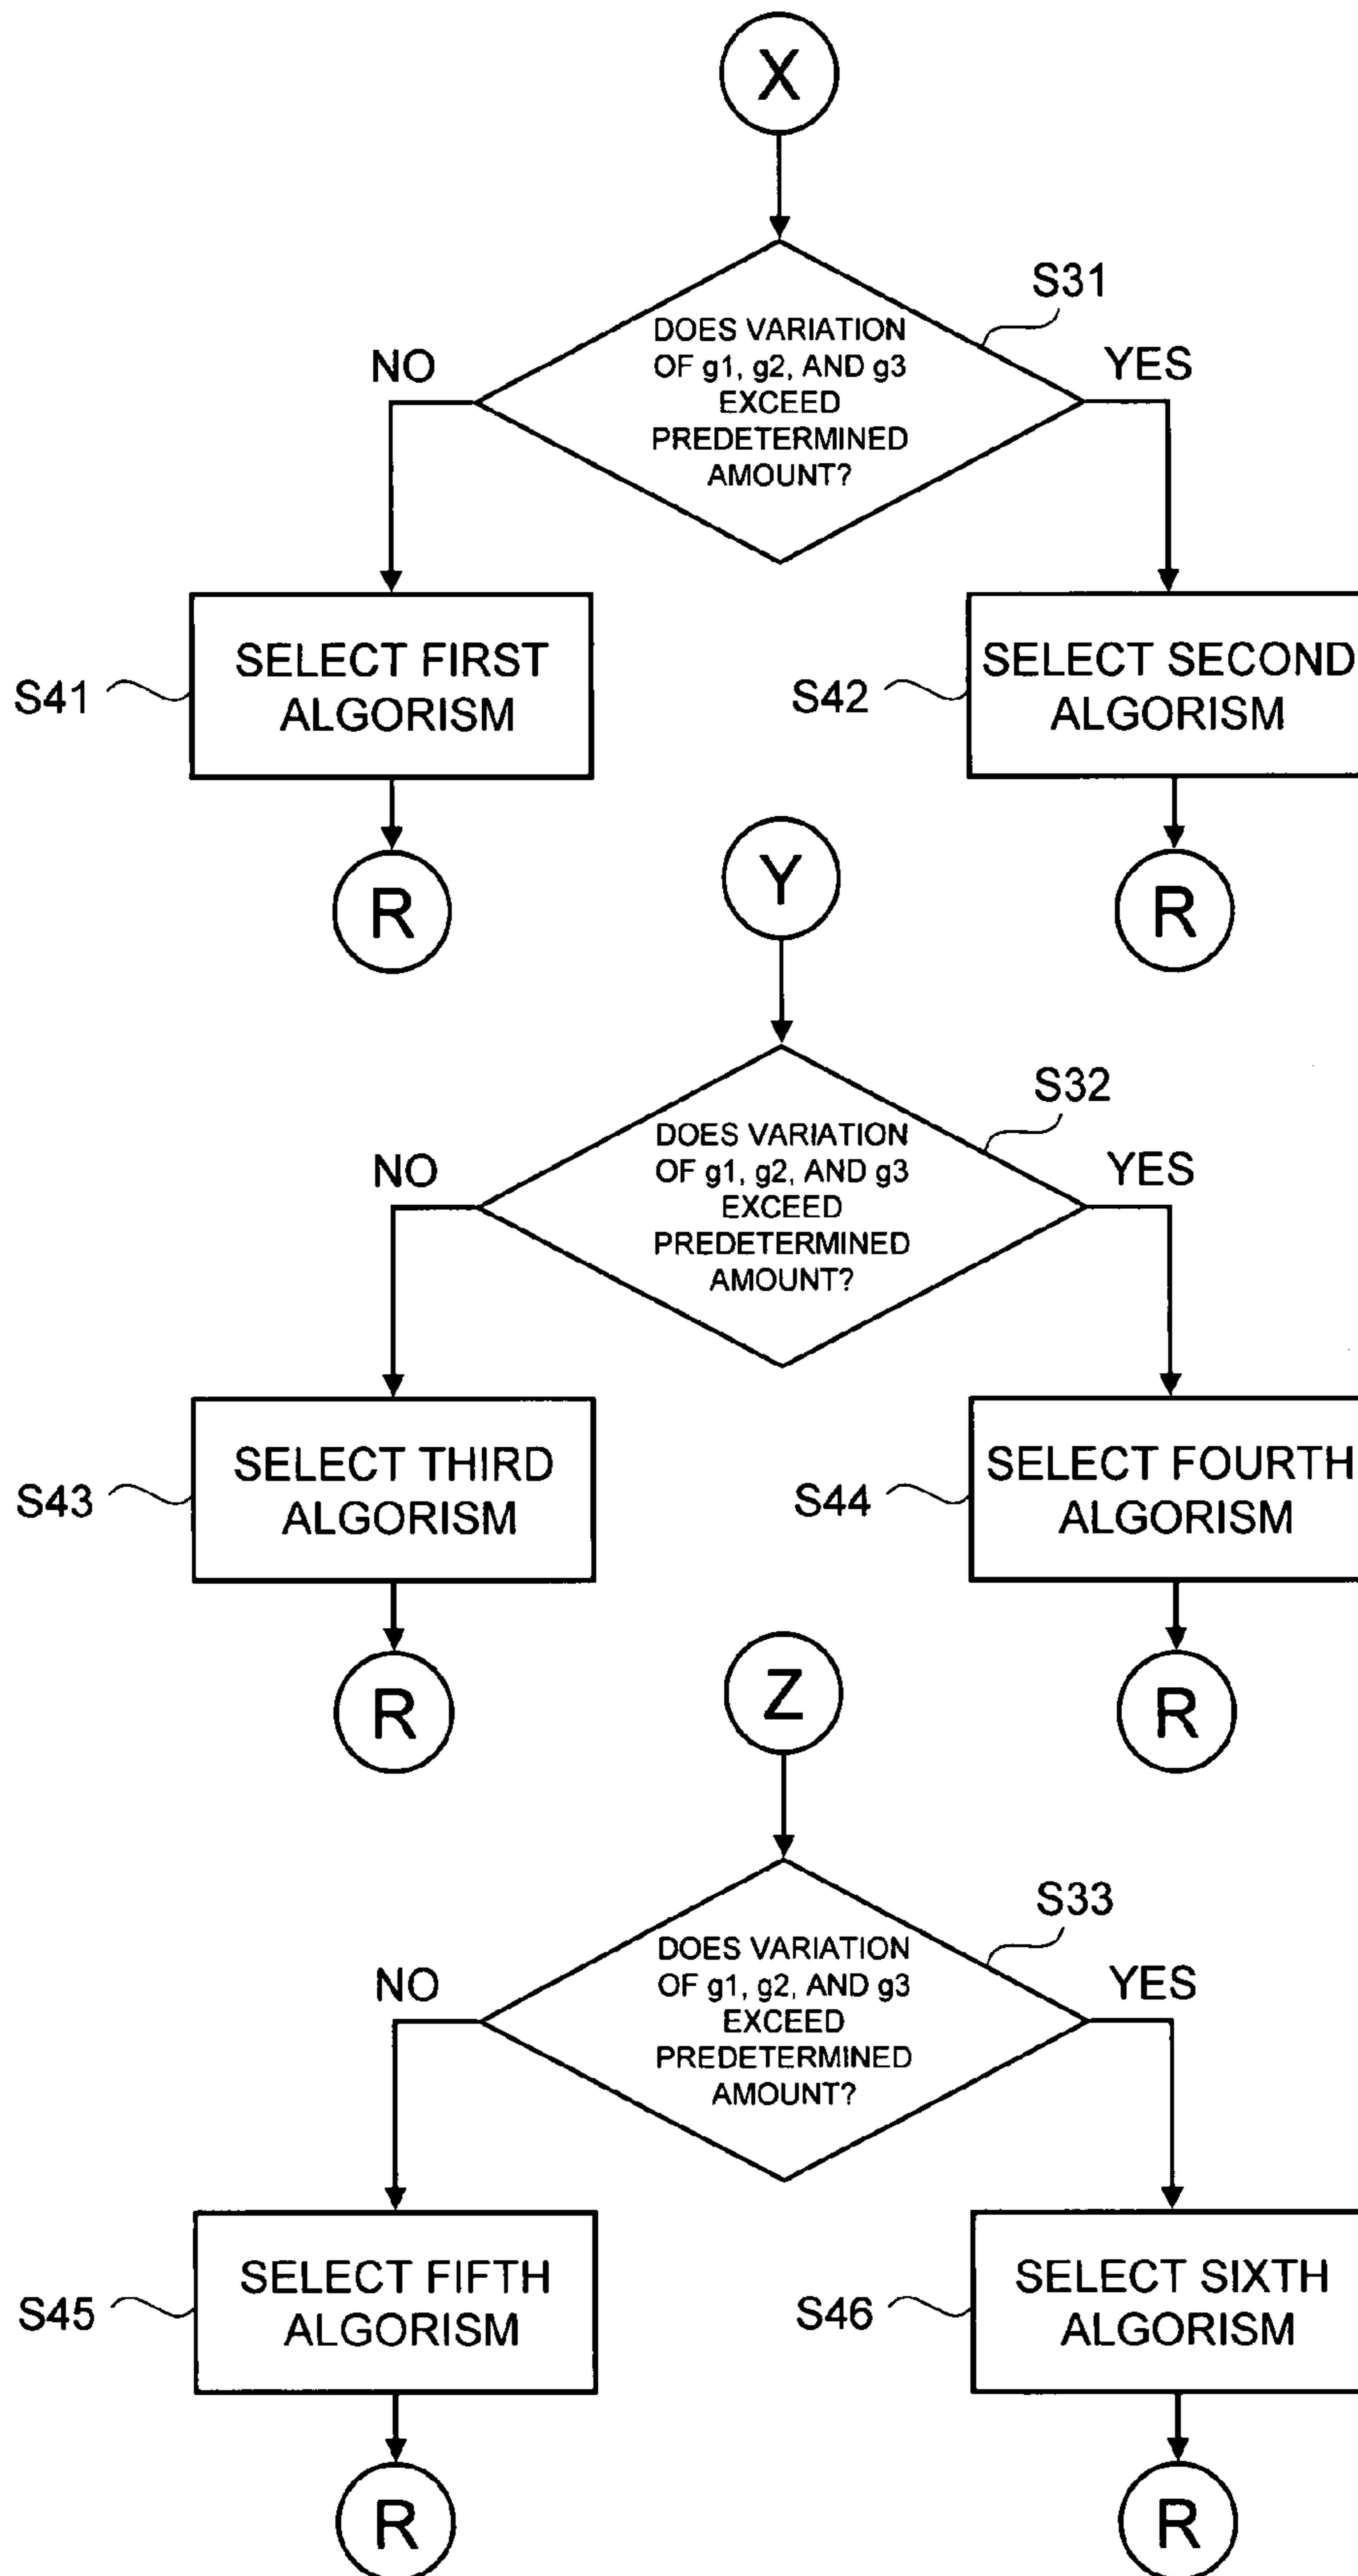 X
S31
DOES VARIATION
OF g1, g2, AND g3
EXCEED
PREDETERMINED
AMOUNT?
NO
YES
S41
SELECT FIRST
ALGORISM
S42
SELECT SECOND
ALGORISM
R
R
Y
S32
DOES VARIATION
OF g1, g2, AND g3
EXCEED
PREDETERMINED
AMOUNT?
NO
YES
S43
SELECT THIRD
ALGORISM
S44
SELECT FOURTH
ALGORISM
R
R
Z
S33
DOES VARIATION
OF g1, g2, AND g3
EXCEED
PREDETERMINED
AMOUNT?
NO
YES
S45
SELECT FIFTH
ALGORISM
S46
SELECT SIXTH
ALGORISM
R
R